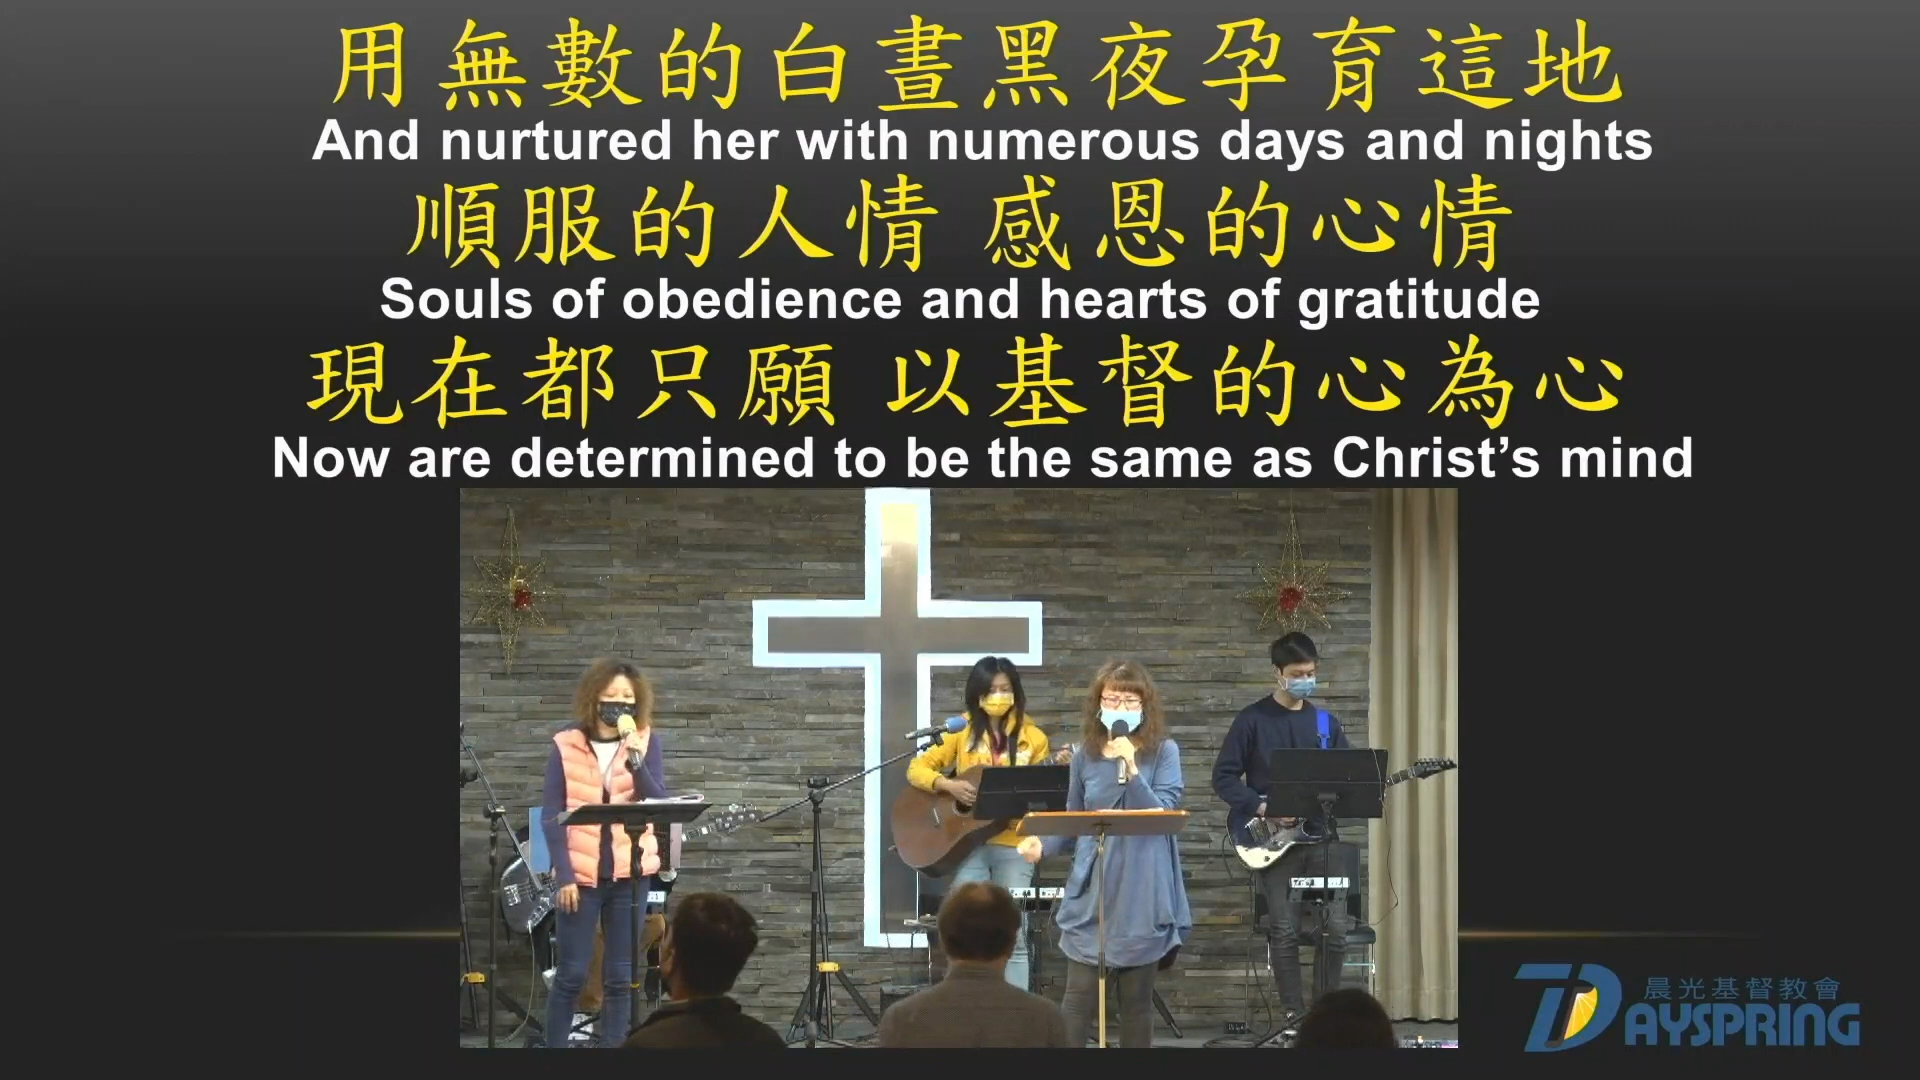 用無數的白晝黑夜孕育這地
And nurtured her with numerous days and nights
順服的人情 感恩的心情
Souls of obedience and hearts of gratitude
現在都只願 以基督的心為心
Now are determined to be the same as Christ’s mind
晨光基督教會
DAYSPRING